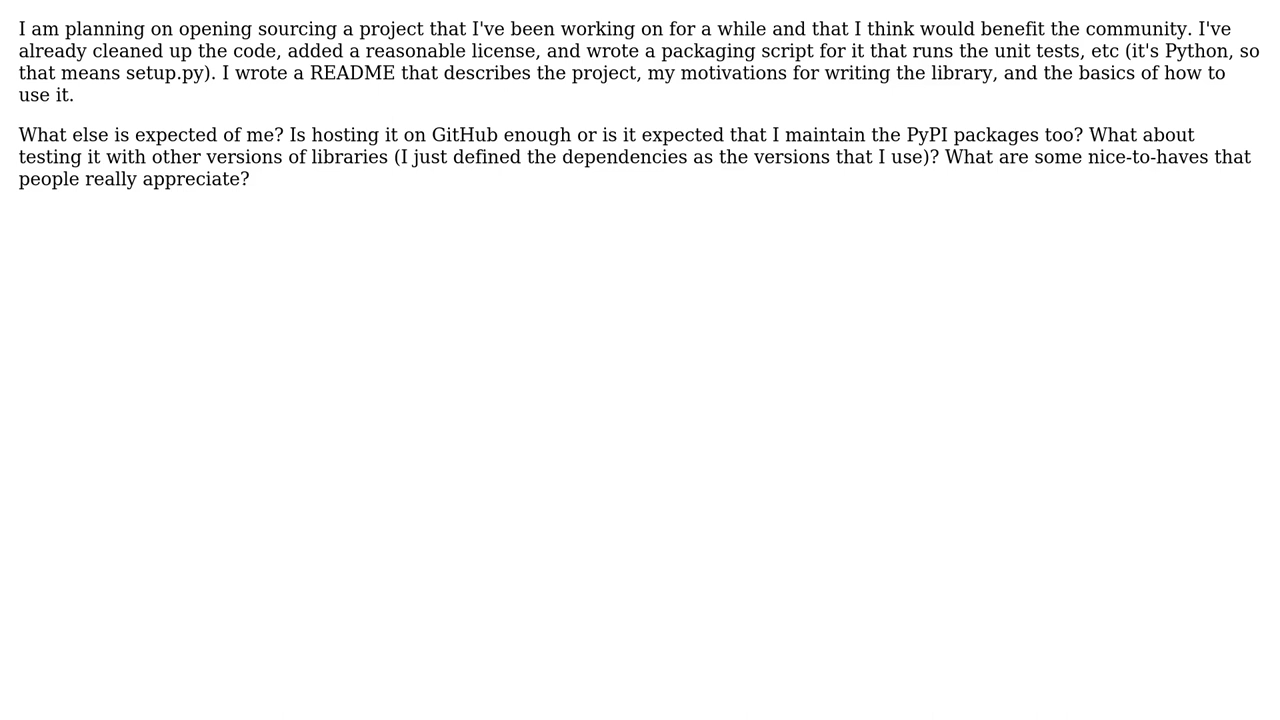 I am planning on opening sourcing a project that I've been working on for a while and that I think would benefit the community. I've
already cleaned up the code, added a reasonable license, and wrote a packaging script for it that runs the unit tests, etc (it's Python, so
that means setup.py). I wrote a README that describes the project, my motivations for writing the library, and the basics of how to
use it.
What else is expected of me? Is hosting it on GitHub enough or is it expected that I maintain the PyPI packages too? What about
testing it with other versions of libraries (I just defined the dependencies as the versions that I use)? What are some nice-to-haves that
people really appreciate?